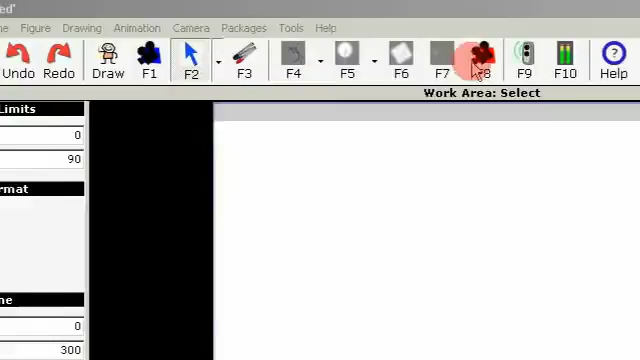 ed'
ne Figure Drawing Animation Camera Packages Tools Help
Undo Redo Draw F1 F2 F3 F4 F5 F6 F7 F8 F9 F10 Help
Work Area: Select
Limits
0
90
rmat
ne
0
300